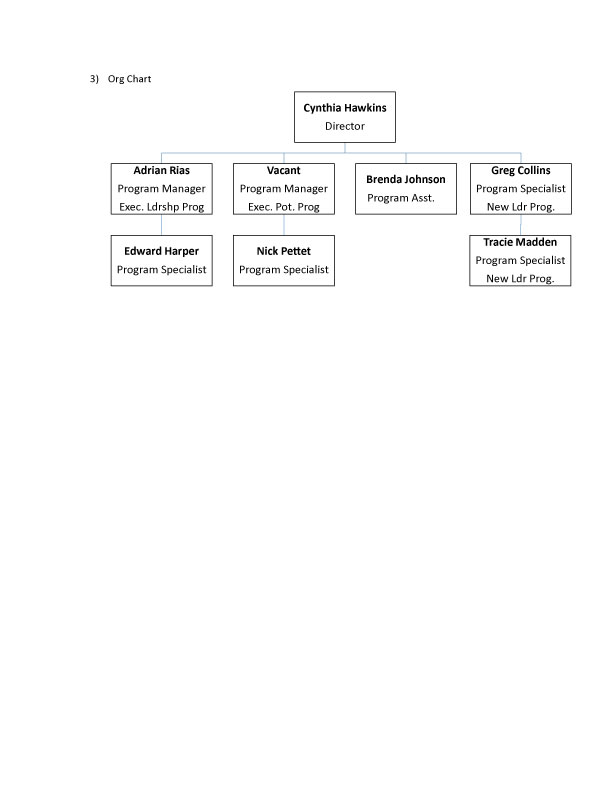 3) Org Chart
Cynthia Hawkins
Director
Adrian Rias
Program Manager
Exec. Ldrshp Prog
Vacant
Program Manager
Exec. Pot. Prog
Brenda Johnson
Program Asst.
Greg Collins
Program Specialist
New Ldr Prog.
Edward Harper
Program Specialist
Nick Pettet
Program Specialist
Tracie Madden
Program Specialist
New Ldr Prog.